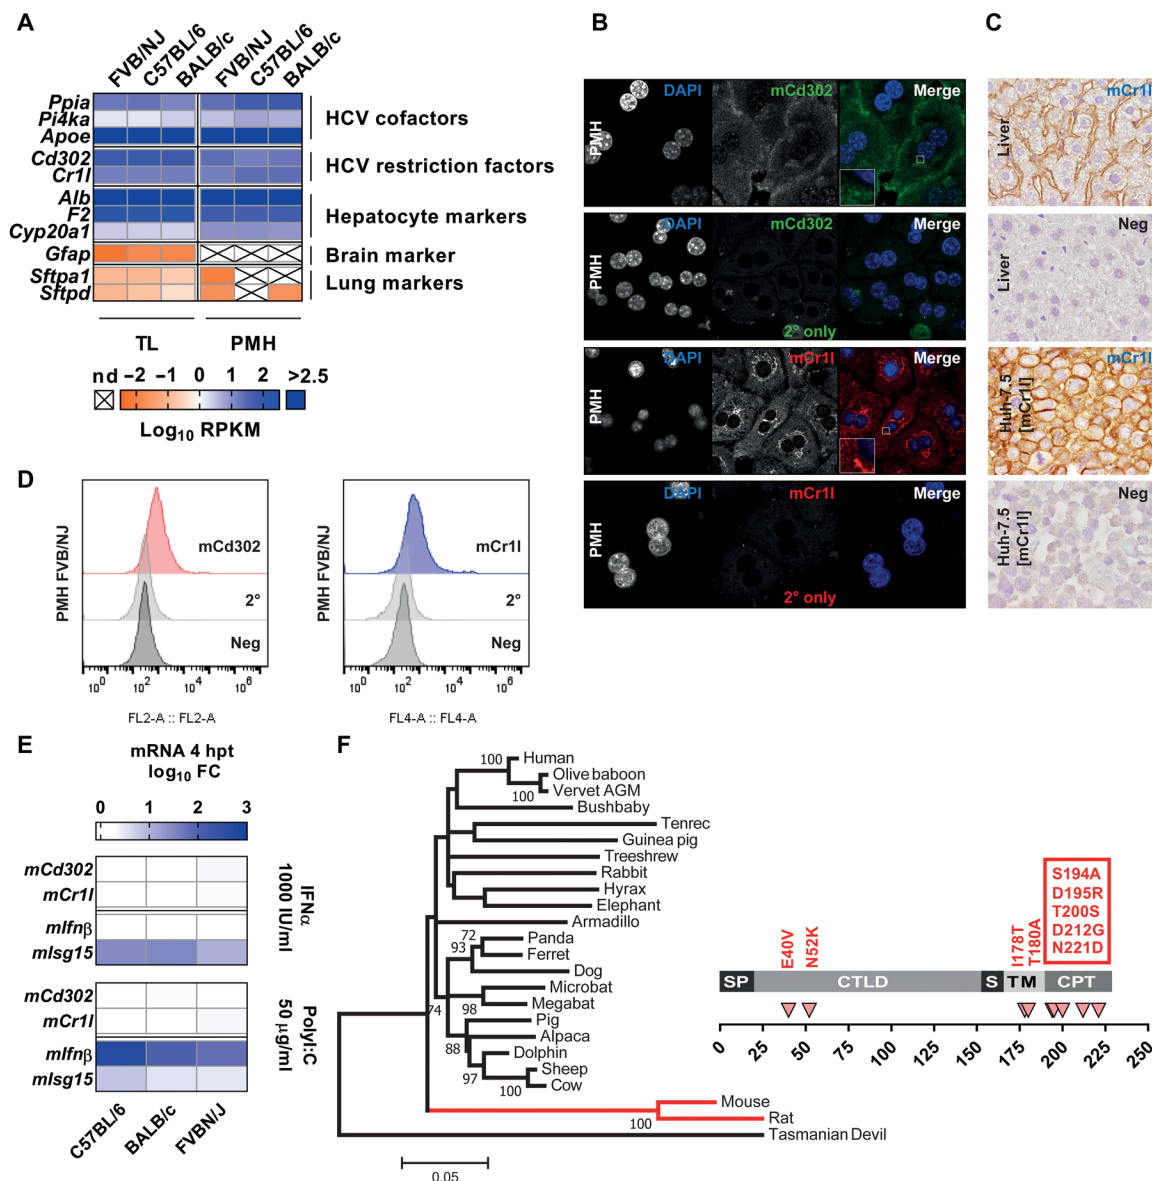 A
FVB/NJ
C57BL/6
BALB/c
FVB/NJ
C57BL/6
BALB/c
Ppia
Pi4ka
Apoe
HCV cofactors
Cd302
Cr1l
HCV restriction factors
Alb
F2
Cyp20a1
Hepatocyte markers
Gfap
Brain marker
Sftpa1
Sftpd
Lung markers
TL
PMH
nd
−2 −1 0 1 2 >2.5
Log10 RPKM
B
PMH
DAPI
mCd302
Merge
PMH
mCd302
2° only
Merge
PMH
DAPI
mCr1l
Merge
PMH
DAPI
mCr1l
2° only
Merge
C
Liver
mCr1l
Liver
Neg
Huh-7.5
[mCr1l]
mCr1l
Huh-7.5
[mCr1l]
Neg
D
PMH FVB/NJ
mCd302
2°
Neg
10^0 10^2 10^4 10^6
FL2-A :: FL2-A
PMH FVB/NJ
mCr1l
2°
Neg
10^0 10^2 10^4 10^6
FL4-A :: FL4-A
E
mRNA 4 hpt
log10 FC
0 1 2 3
mCd302
mCr1l
mIfnβ
mIsg15
IFNα
1000 IU/ml
mCd302
mCr1l
mIfnβ
mIsg15
PolyI:C
50 µg/ml
C57BL/6
BALB/c
FVBN/J
F
Human
Olive baboon
Vervet AGM
Bushbaby
Tenrec
Guinea pig
Treeshrew
Rabbit
Hyrax
Elephant
Armadillo
Panda
Ferret
Dog
Microbat
Megabat
Pig
Alpaca
Dolphin
Sheep
Cow
Mouse
Rat
Tasmanian Devil
100
100
72
93
74
98
88
97
100
100
0.05
E40V
N52K
I178T
T180A
S194A
D195R
T200S
D212G
N221D
SP CTLD S TM CPT
0 25 50 75 100 125 150 175 200 225 250